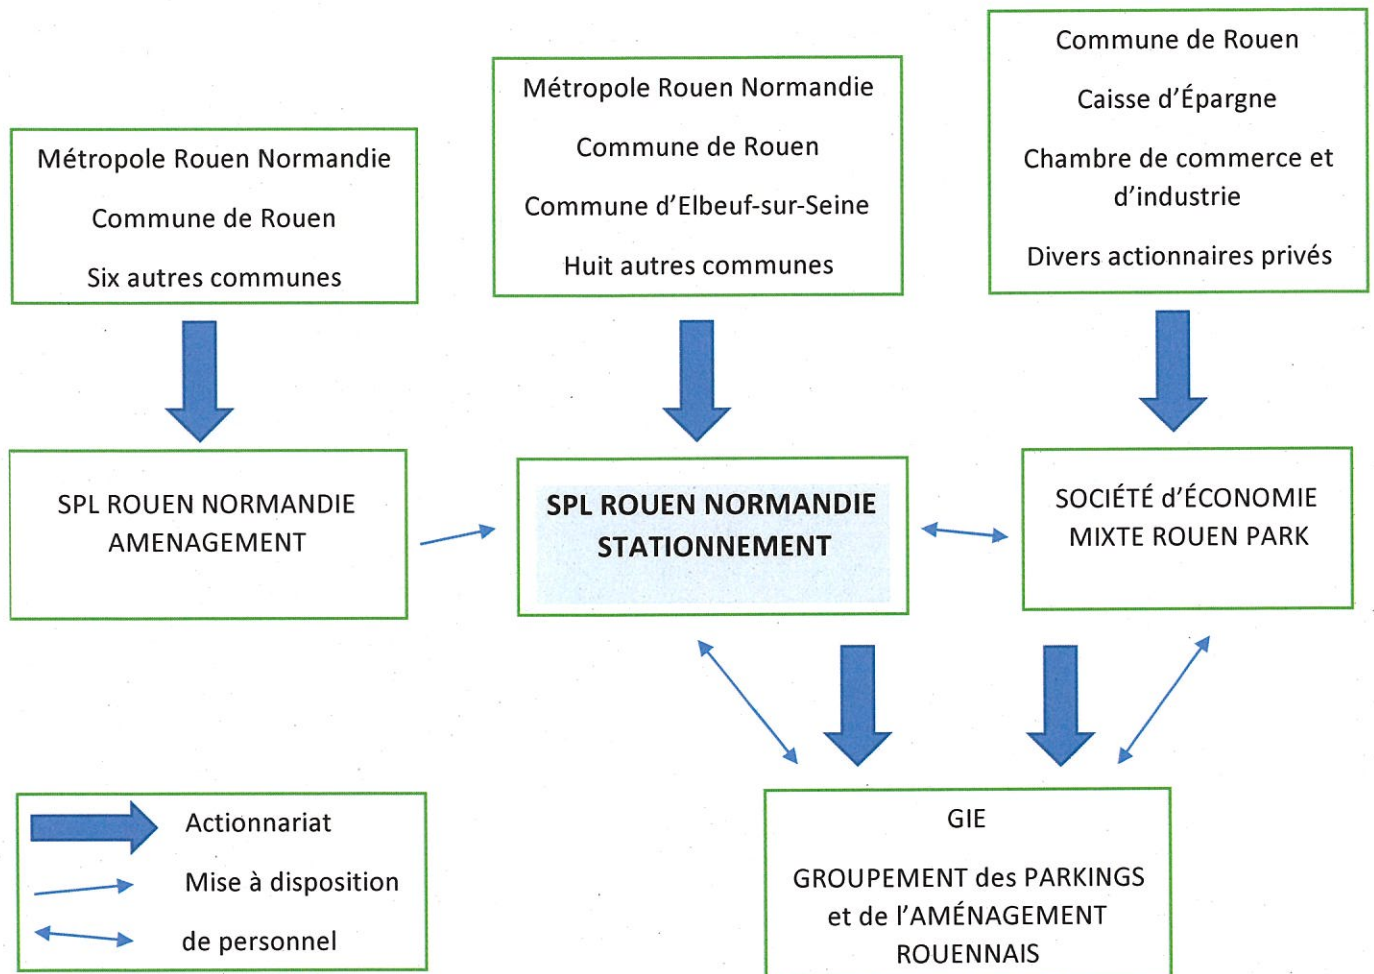 Métropole Rouen Normandie
Commune de Rouen
Six autres communes
Métropole Rouen Normandie
Commune de Rouen
Commune d'Elbeuf-sur-Seine
Huit autres communes
Commune de Rouen
Caisse d'Épargne
Chambre de commerce et
d'industrie
Divers actionnaires privés
SPL ROUEN NORMANDIE
AMENAGEMENT
SPL ROUEN NORMANDIE
STATIONNEMENT
SOCIÉTÉ d'ÉCONOMIE
MIXTE ROUEN PARK
Actionnariat
Mise à disposition
de personnel
GIE
GROUPEMENT des PARKINGS
et de l'AMÉNAGEMENT
ROUENNAIS